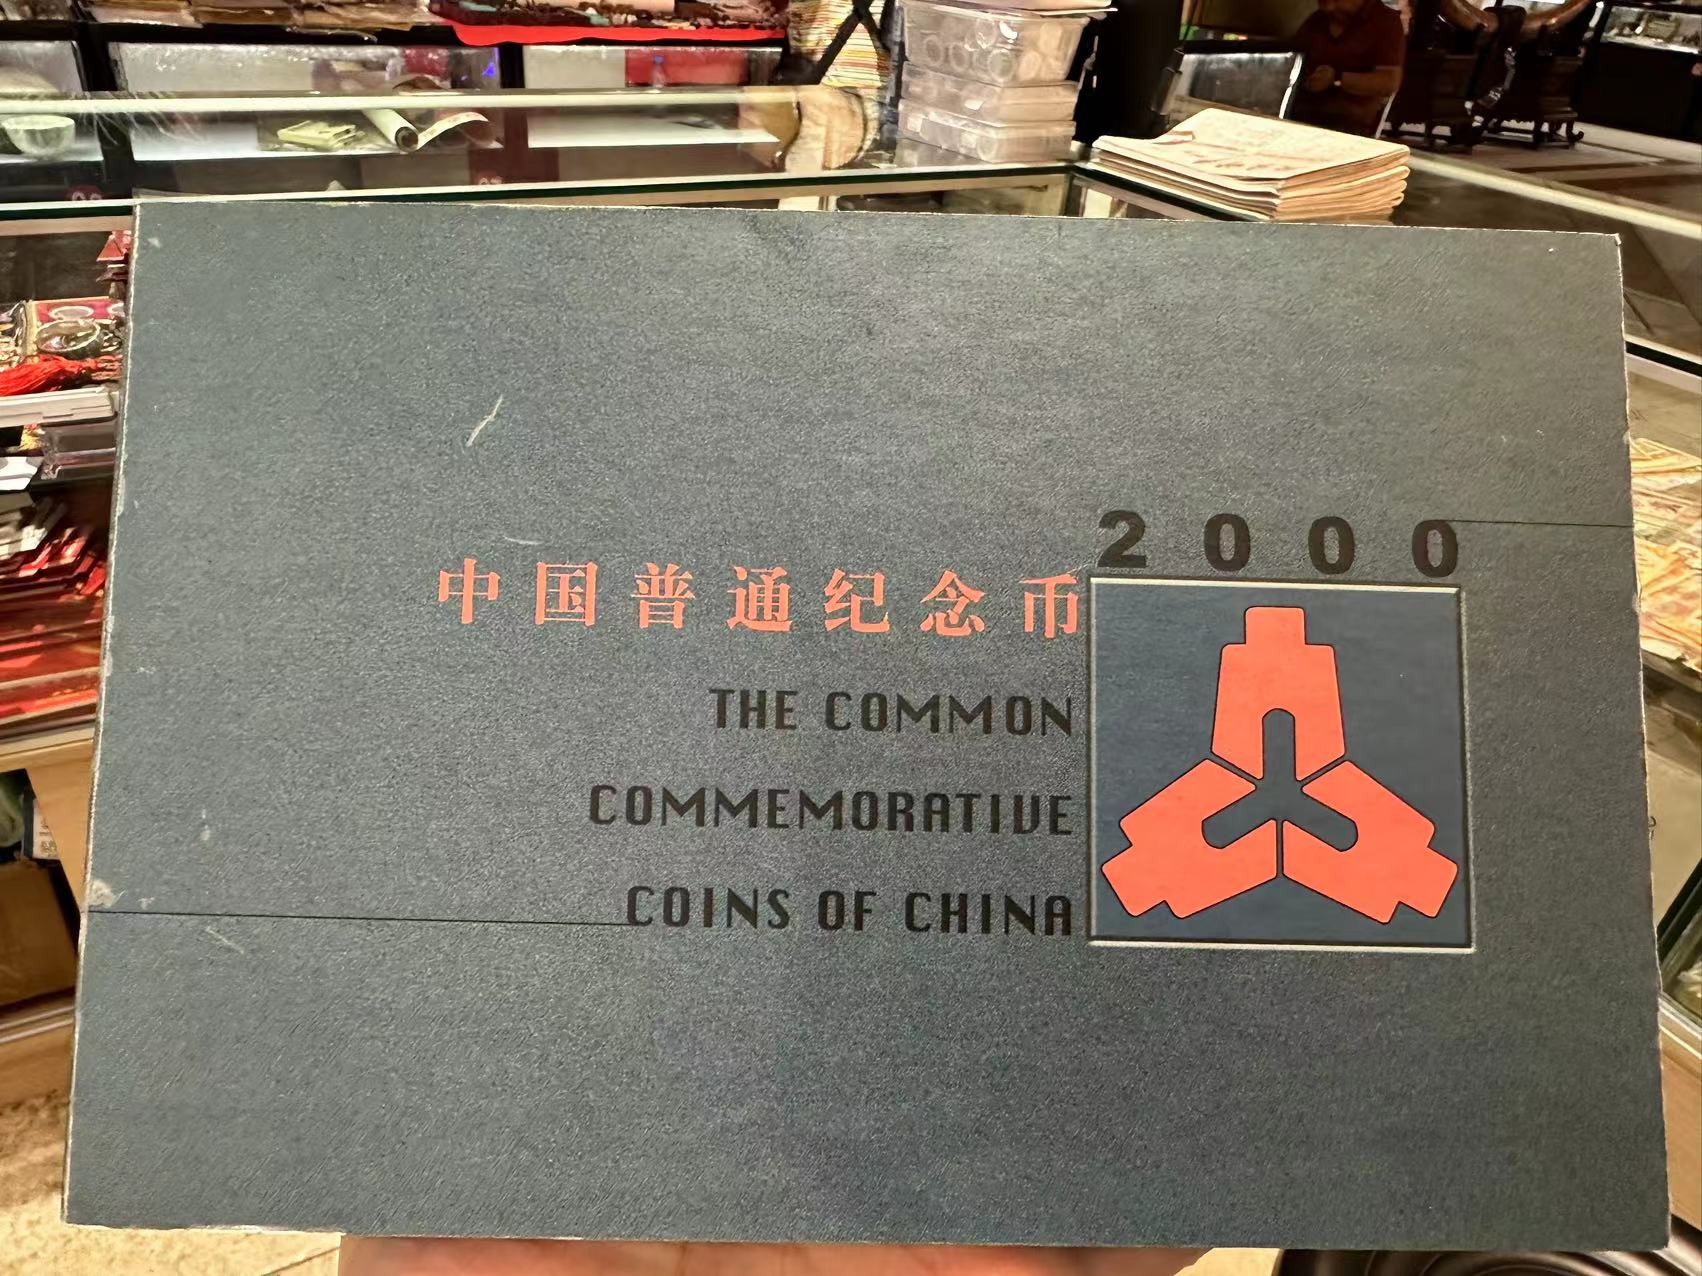 2000
中国普通纪念币
THE COMMON
COMMEMORATIVE
COINS OF CHINA